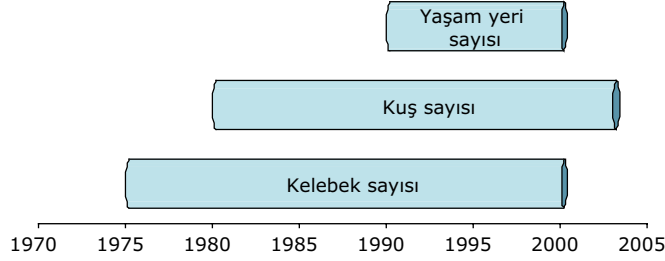 Yaşam yeri
sayısı
Kuş sayısı
Kelebek sayısı
1970 1975 1980 1985 1990 1995 2000 2005